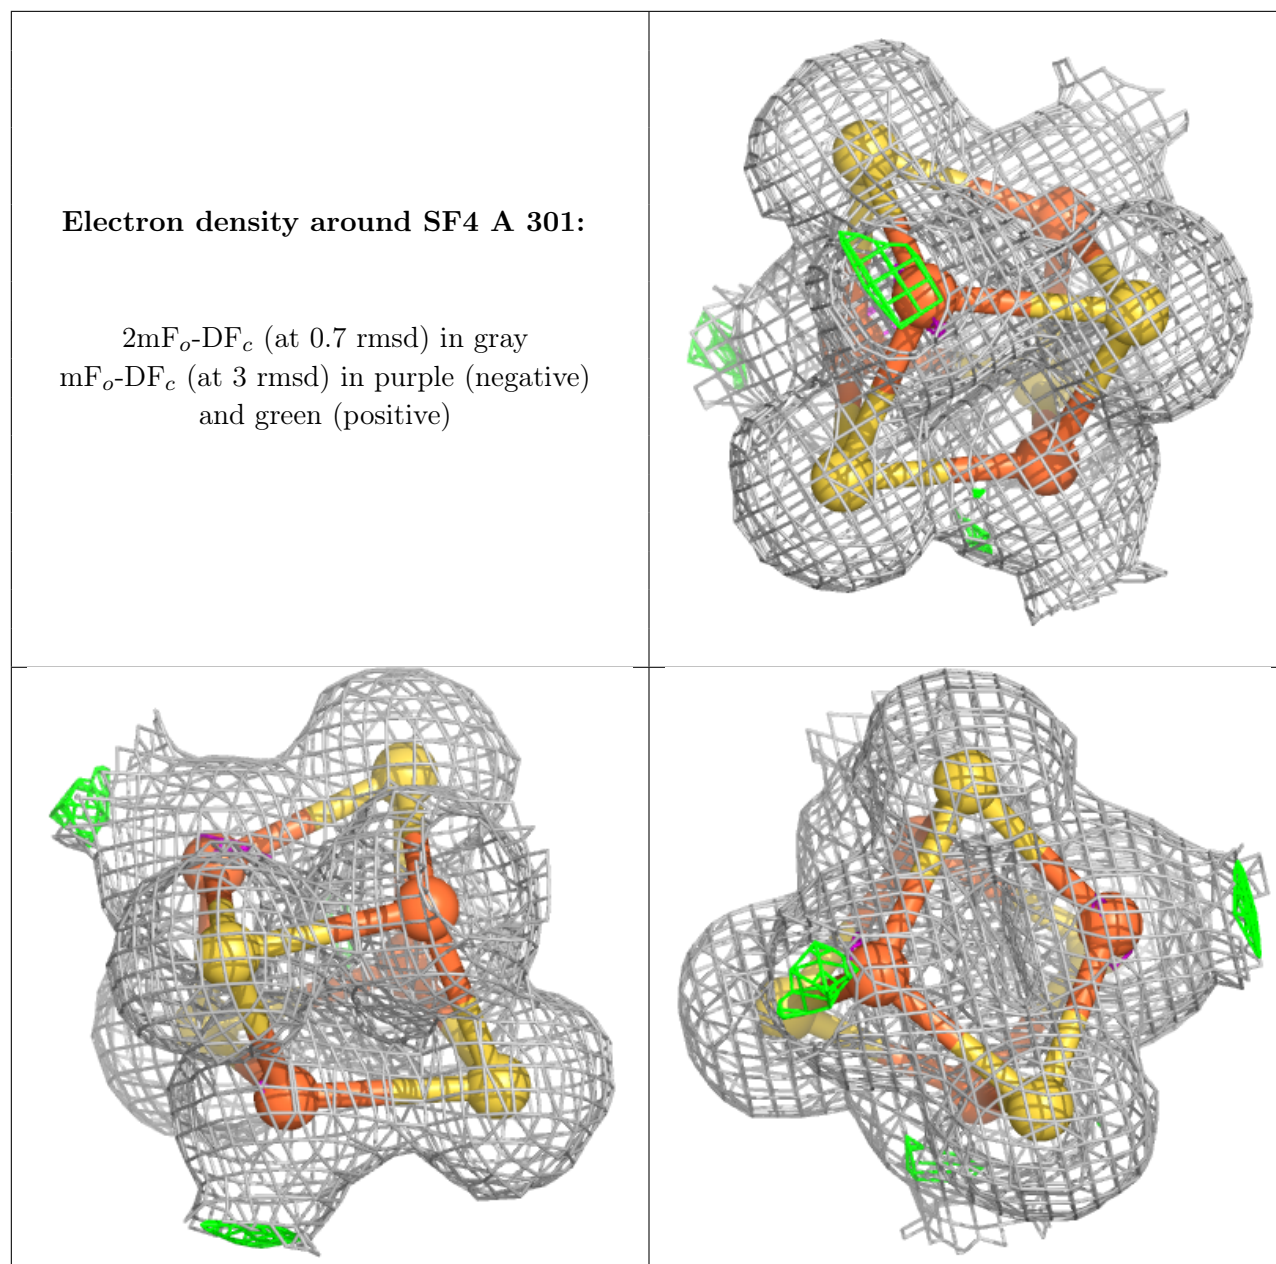 Electron density around SF4 A 301:
2mFo-DFc (at 0.7 rmsd) in gray
mFo-DFc (at 3 rmsd) in purple (negative)
and green (positive)